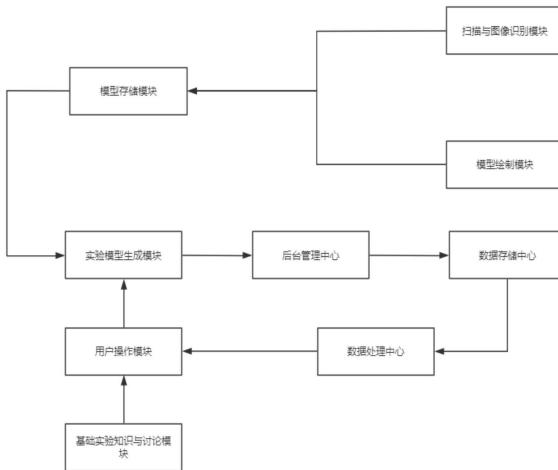 扫描与图像识别模块
模型存储模块
模型绘制模块
实验模型生成模块
后台管理中心
数据存储中心
用户操作模块
数据处理中心
基础实验知识与讨论模
块